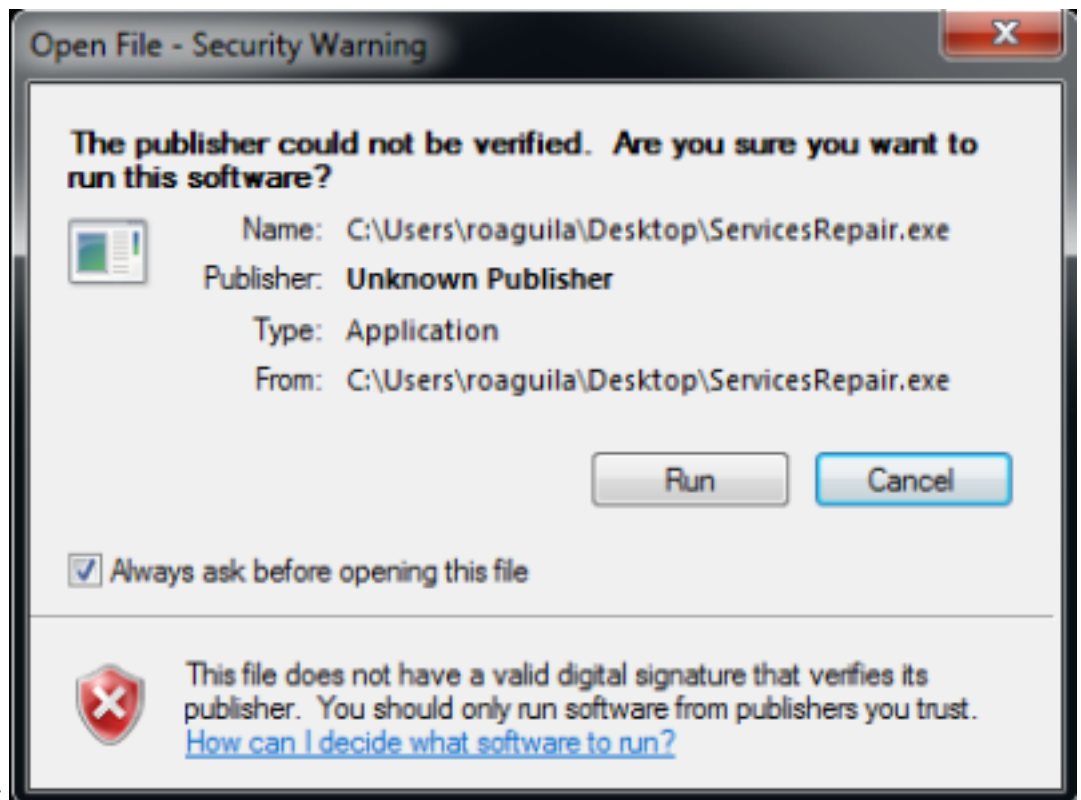 Open File - Security Warning
The publisher could not be verified. Are you sure you want to
run this software?
Name: C:\Users\roaguila\Desktop\ServicesRepair.exe
Publisher: Unknown Publisher
Type: Application
From: C:\Users\roaguila\Desktop\ServicesRepair.exe
Run Cancel
Always ask before opening this file
This file does not have a valid digital signature that verifies its
publisher. You should only run software from publishers you trust.
How can I decide what software to run?